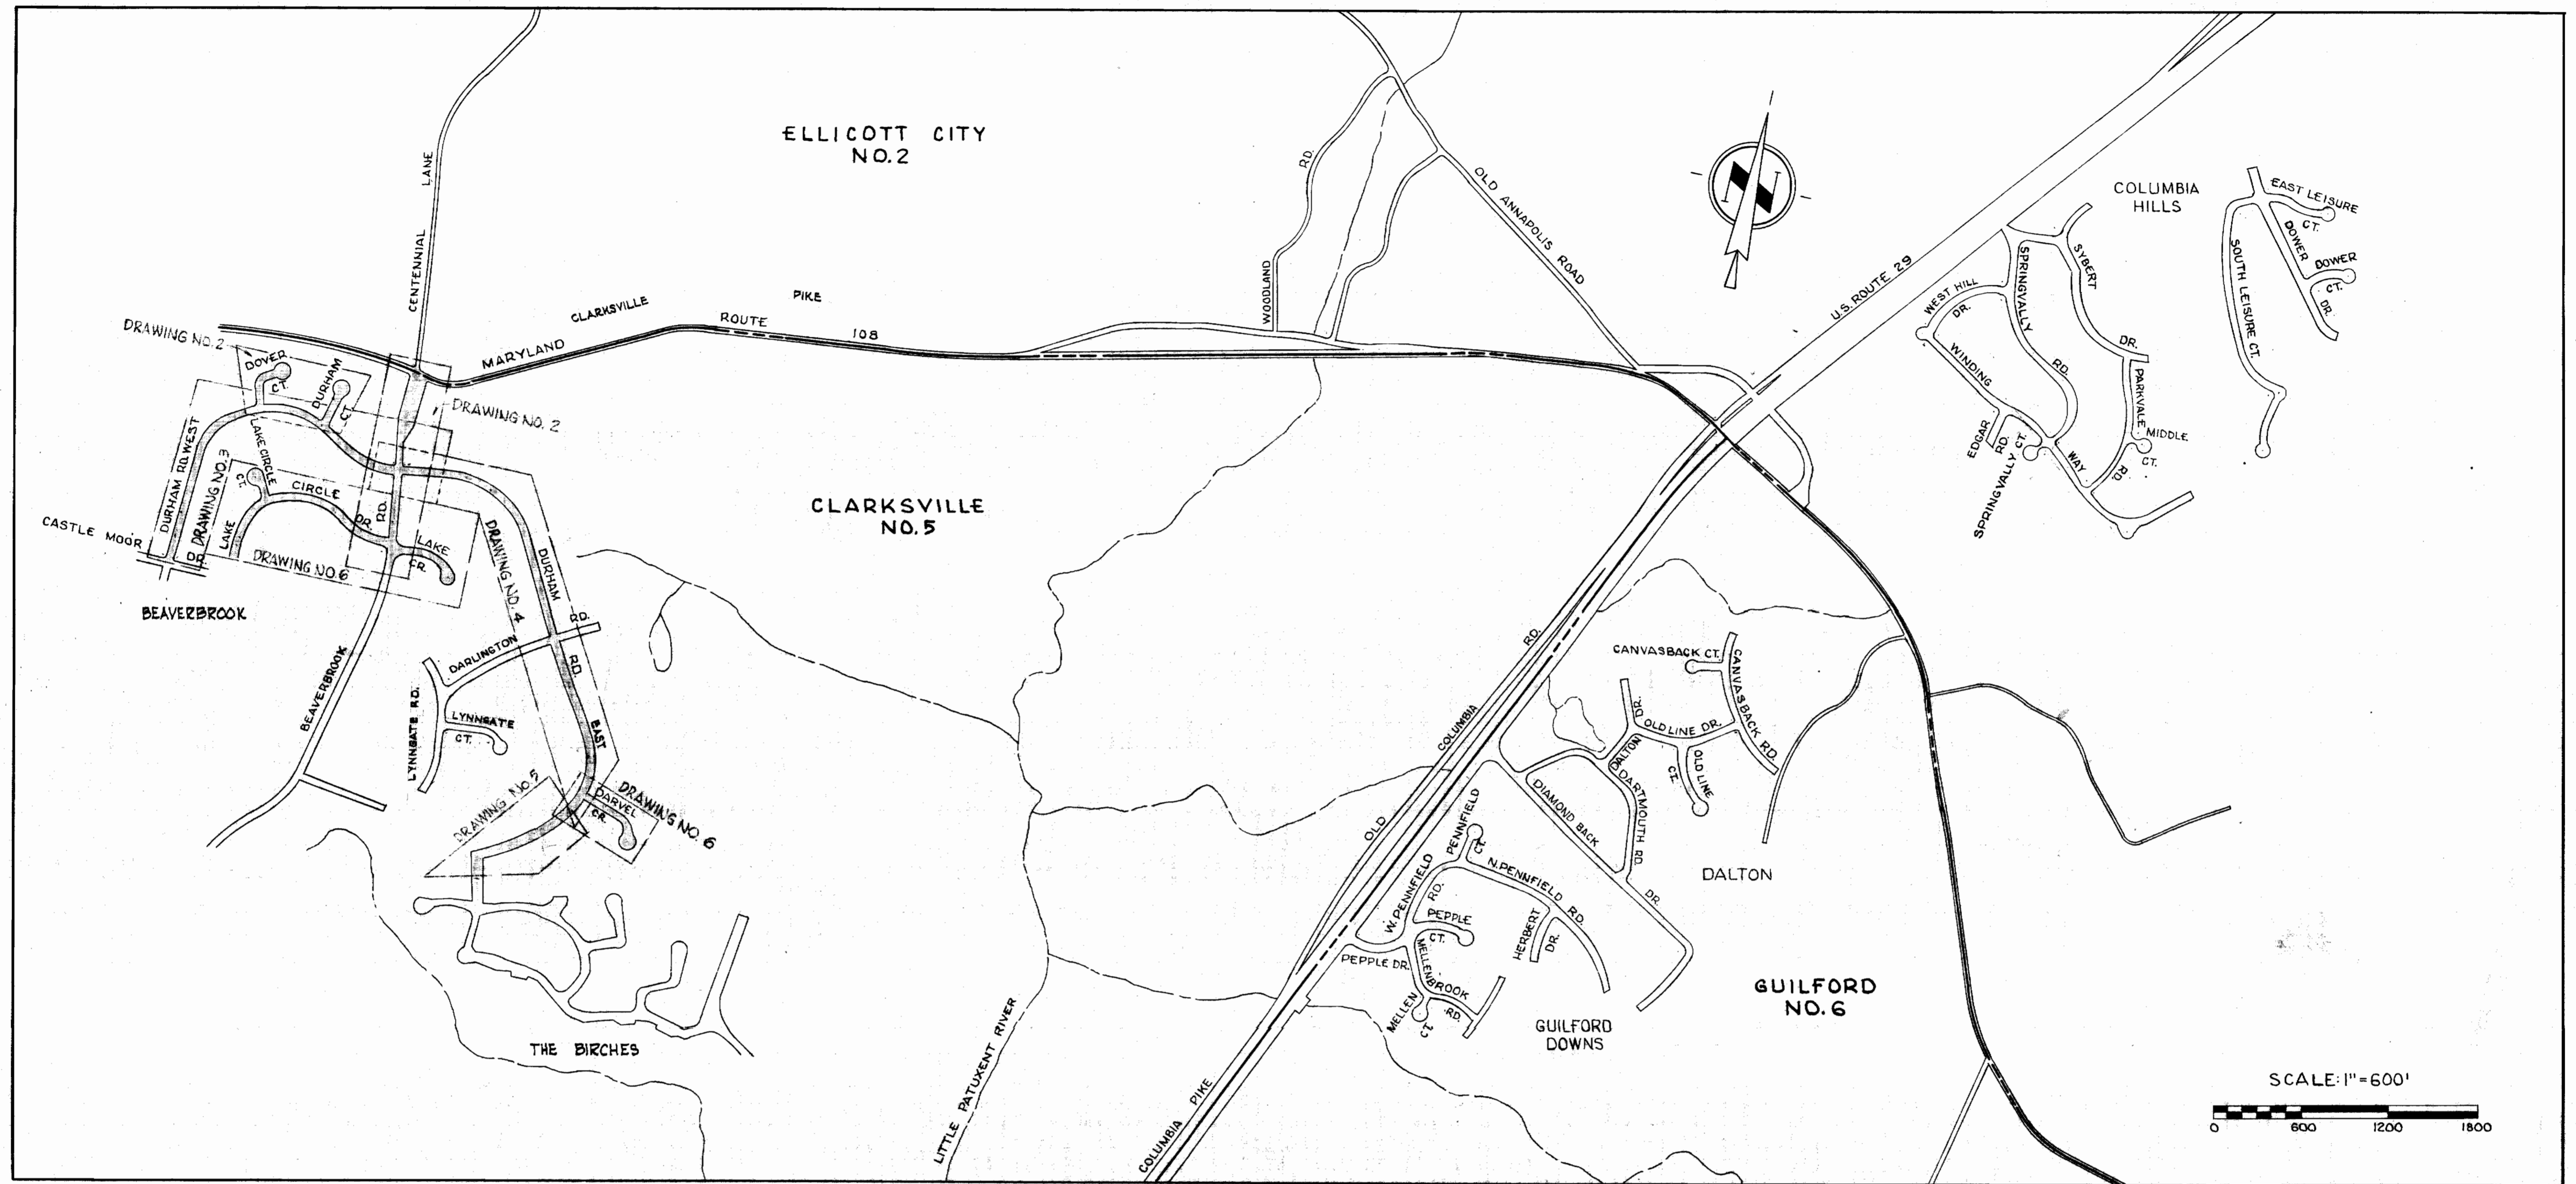 ELLICOTT CITY
NO.2
CENTENNIAL LANE
MARYLAND
CLARKSVILLE
ROUTE
PIKE
108
WOODLAND RD.
OLD ANNAPOLIS ROAD
N
U.S. ROUTE 29
COLUMBIA
HILLS
EAST LEISURE
CT.
DOWER
DR.
DOWER
CT.
SOUTH LEISURE CT.
SYBERT
DR.
SPRINGVALLY
RD.
WEST HILL
DR.
WINDING
WAY
EDGAR
RD.
SPRINGVALLY CT.
PARKVALE
RD.
MIDDLE
CT.
DRAWING NO.2
DOVER
CT.
DURHAM
CT.
DRAWING NO. 2
DURHAM RD. WEST
DRAWING NO.3
LAKE CIRCLE
CT.
LAKE
CIRCLE
DR.
RD.
LAKE
CR.
CASTLE MOOR
DR.
DRAWING NO.6
BEAVERBROOK
BEAVERBROOK
DRAWING NO. 4
DURHAM
RD.
EAST
DARLINGTON
RD.
LYNNGATE RD.
LYNNGATE
CT.
DRAWING NO.5
DARVEL
CR.
DRAWING NO. 6
THE BIRCHES
CLARKSVILLE
NO.5
LITTLE PATUXENT RIVER
COLUMBIA PIKE
OLD
COLUMBIA
RD.
CANVASBACK CT.
CANVASBACK RD.
DALTON
DR.
OLD LINE DR.
OLD LINE
CT.
DARTMOUTH RD.
DIAMOND BACK
DR.
DALTON
PENNFIELD
CT.
W. PENNFIELD
RD.
N. PENNFIELD RD.
HERBERT
DR.
PEPPLE
CT.
PEPPLE DR.
MELLENBROOK
RD.
MELLEN
CT.
GUILFORD
DOWNS
GUILFORD
NO.6
SCALE: 1"=600'
0 600 1200 1800